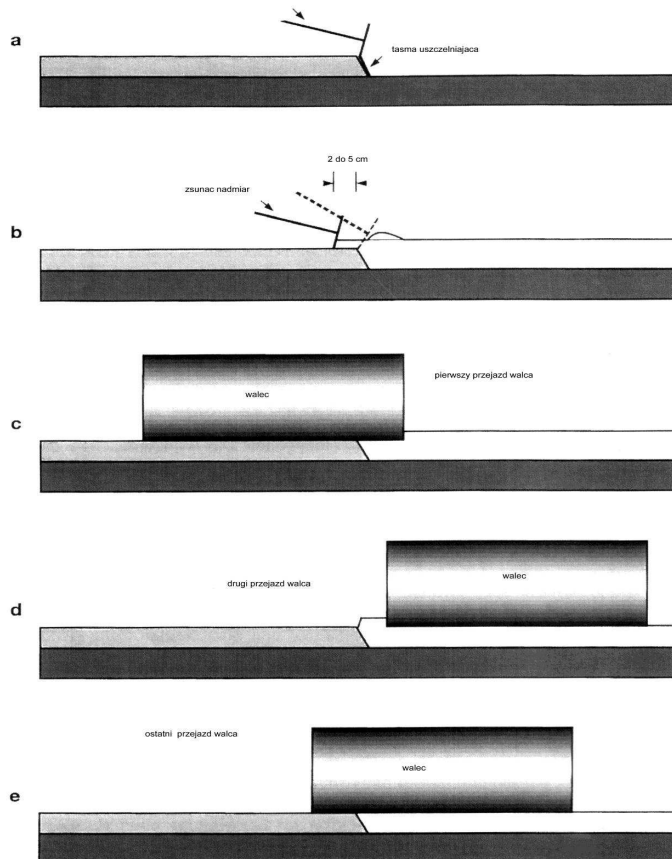 a
tasma uszczelniajaca
2 do 5 cm
zsunac nadmiar
b
pierwszy przejazd walca
walec
c
drugi przejazd walca
walec
d
ostatni przejazd walca
walec
e